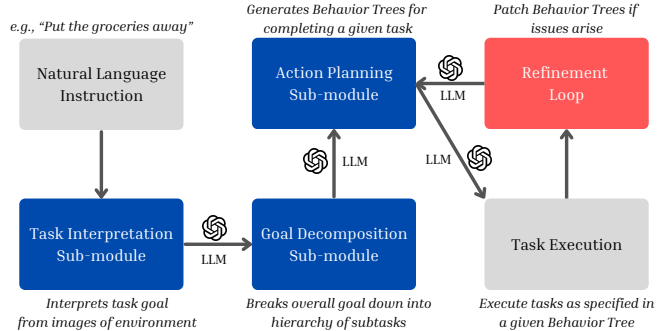 e.g., “Put the groceries away”
Natural Language
Instruction
Task Interpretation
Sub-module
Interprets task goal
from images of environment
LLM
Goal Decomposition
Sub-module
Breaks overall goal down into
hierarchy of subtasks
LLM
Generates Behavior Trees for
completing a given task
Action Planning
Sub-module
LLM
Task Execution
Execute tasks as specified in
a given Behavior Tree
Patch Behavior Trees if
issues arise
Refinement
Loop
LLM